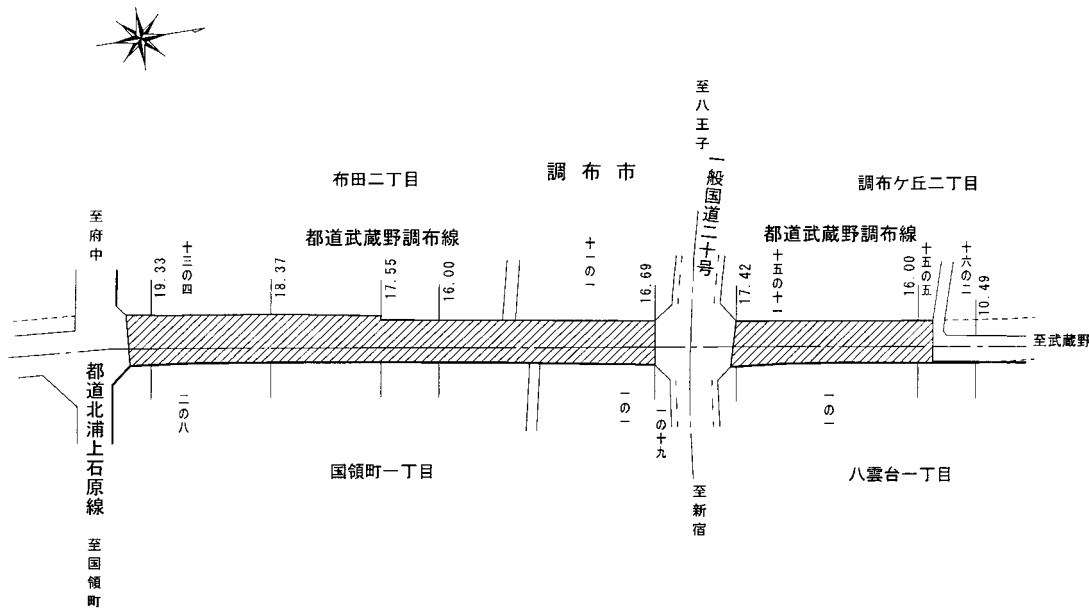 至八王子
一般国道二十号
調布市
布田二丁目
調布ケ丘二丁目
至府中
都道武蔵野調布線
都道武蔵野調布線
19.33
十三の四
18.37
17.55
16.00
十一の一
16.69
17.42
十五の十一
16.00
十五の五
十六の二
10.49
至武蔵野
都道北浦上石原線
二の八
一の一
一の十九
一の一
国領町一丁目
八雲台一丁目
至新宿
至国領町